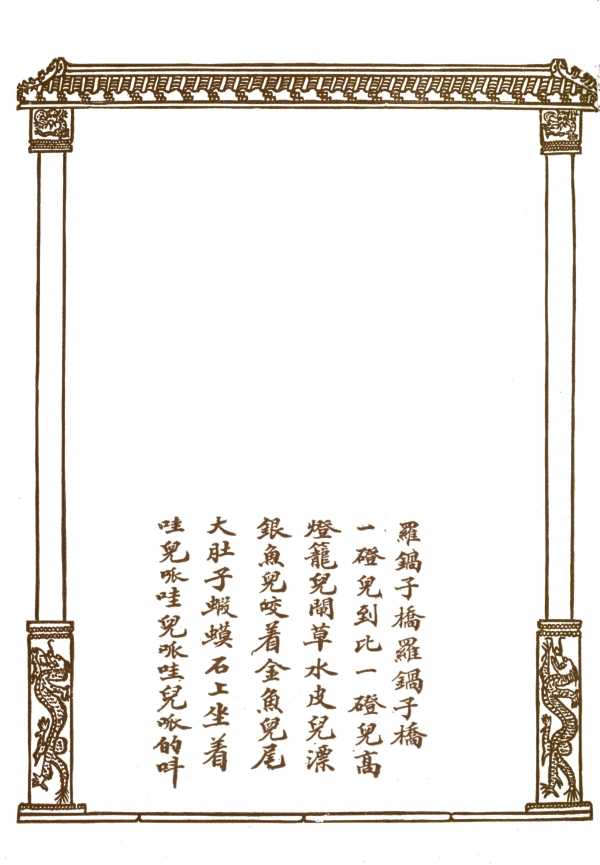 羅鍋子橋羅鍋子橋
一磴兒到比一磴兒高
燈籠兒鬧草水皮兒漂
銀魚兒咬着金魚兒尾
大肚子蝦蟆石上坐着
哇兒哌哇兒哌哇兒哌的呌